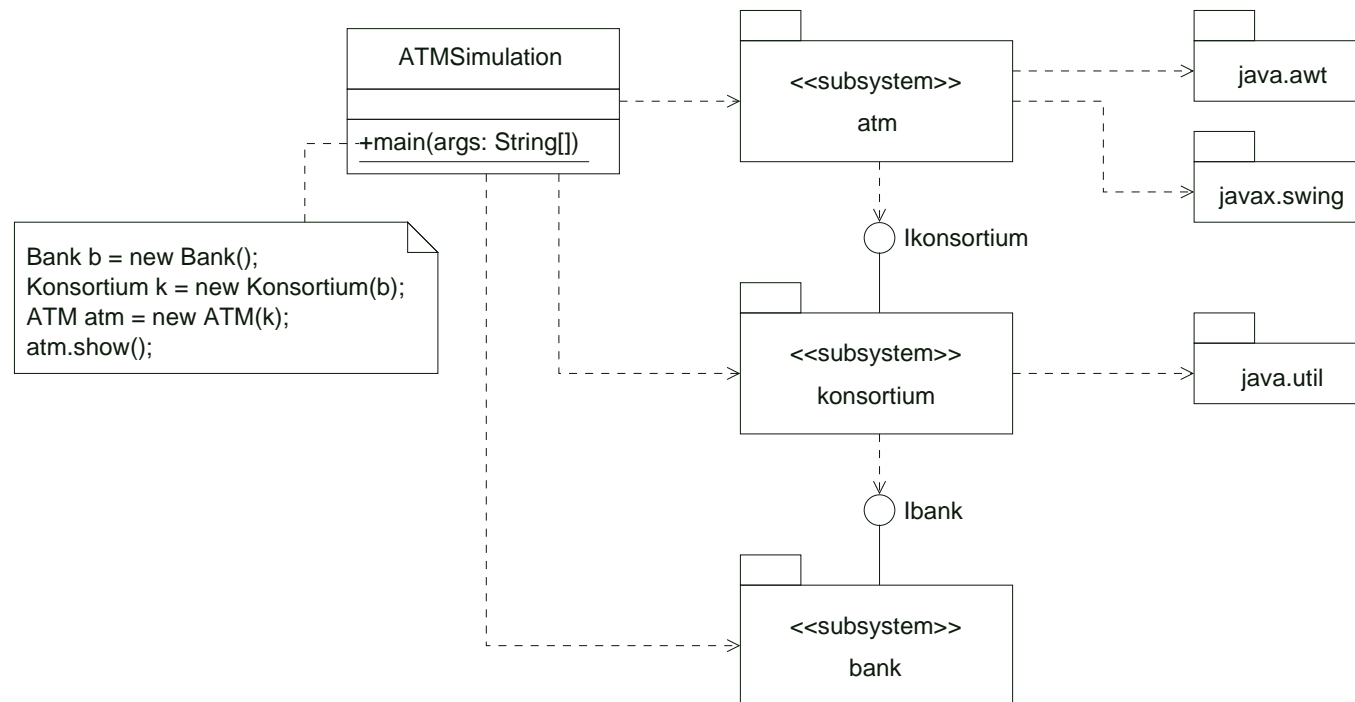 ATMSimulation
+main(args: String[])
Bank b = new Bank();
Konsortium k = new Konsortium(b);
ATM atm = new ATM(k);
atm.show();
<<subsystem>>
atm
java.awt
javax.swing
Ikonsortium
<<subsystem>>
konsortium
java.util
Ibank
<<subsystem>>
bank